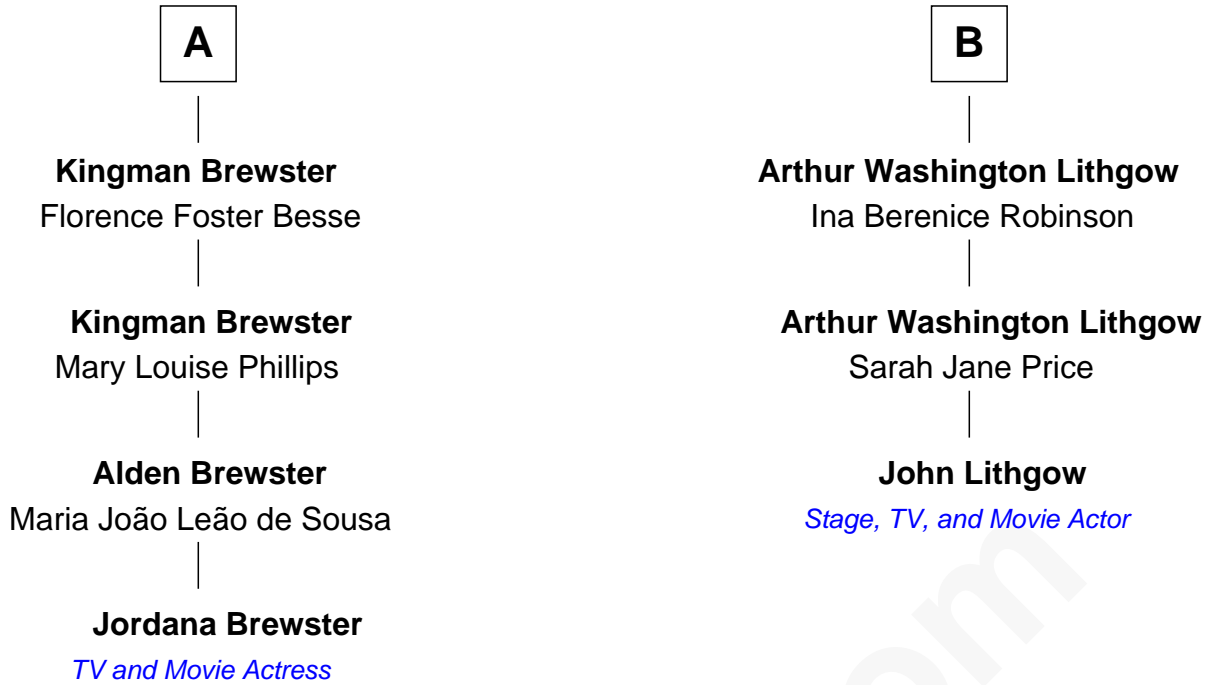 A
Kingman Brewster
Florence Foster Besse
Kingman Brewster
Mary Louise Phillips
Alden Brewster
Maria João Leão de Sousa
Jordana Brewster
TV and Movie Actress
B
Arthur Washington Lithgow
Ina Berenice Robinson
Arthur Washington Lithgow
Sarah Jane Price
John Lithgow
Stage, TV, and Movie Actor
om